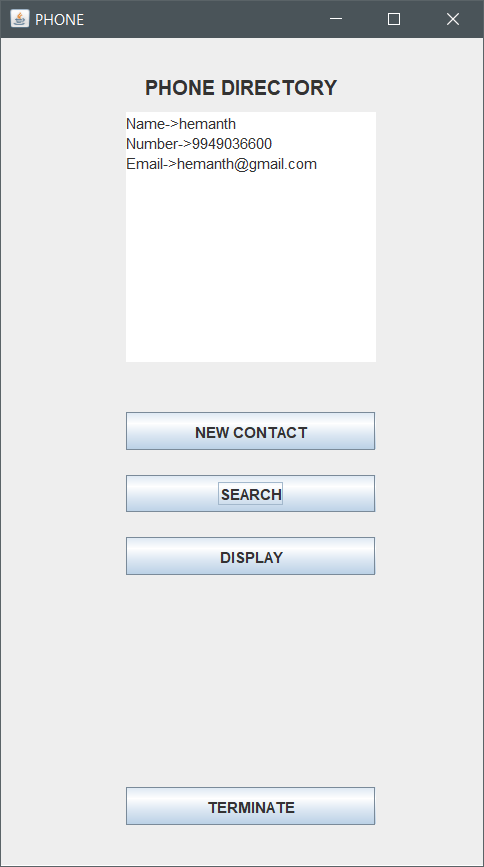 PHONE
PHONE DIRECTORY
Name->hemanth
Number->9949036600
Email->hemanth@gmail.com
NEW CONTACT
SEARCH
DISPLAY
TERMINATE